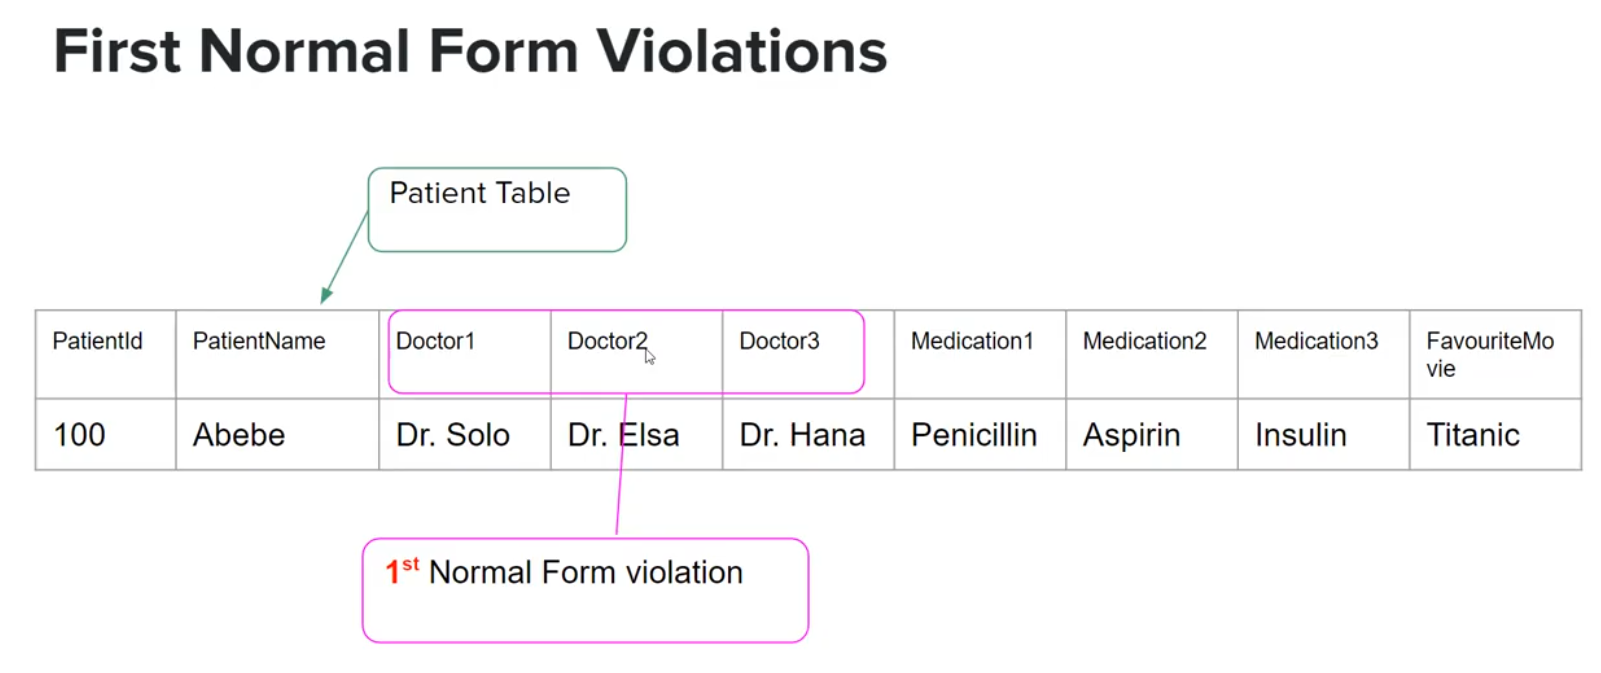 First Normal Form Violations
Patient Table
PatientId PatientName Doctor1 Doctor2 Doctor3 Medication1 Medication2 Medication3 FavouriteMo
vie
100 Abebe Dr. Solo Dr. Elsa Dr. Hana Penicillin Aspirin Insulin Titanic
1st Normal Form violation